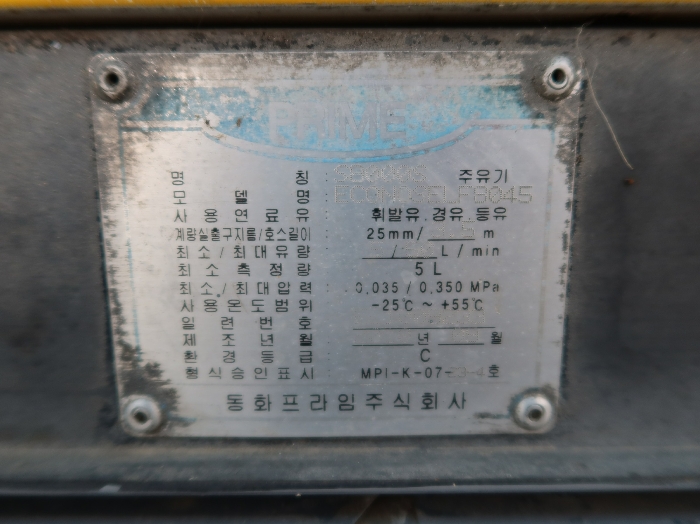 PRIME
명 칭 : 주유기
모 델 명 :
사 용 연 료 유 : 휘발유, 경유, 등유
계량실출구지름/호스길이 : 25mm/ m
최 소 / 최 대 유 량 : / L / min
최 소 측 정 량 : 5 L
최 소 / 최 대 압 력 : 0.035 / 0.350 MPa
사 용 온 도 범 위 : -25℃ ~ +55℃
일 련 번 호 :
제 조 년 월 : 년 월
환 경 등 급 : C
형 식 승 인 표 시 : MPI-K-07- 호
동화프라임주식회사